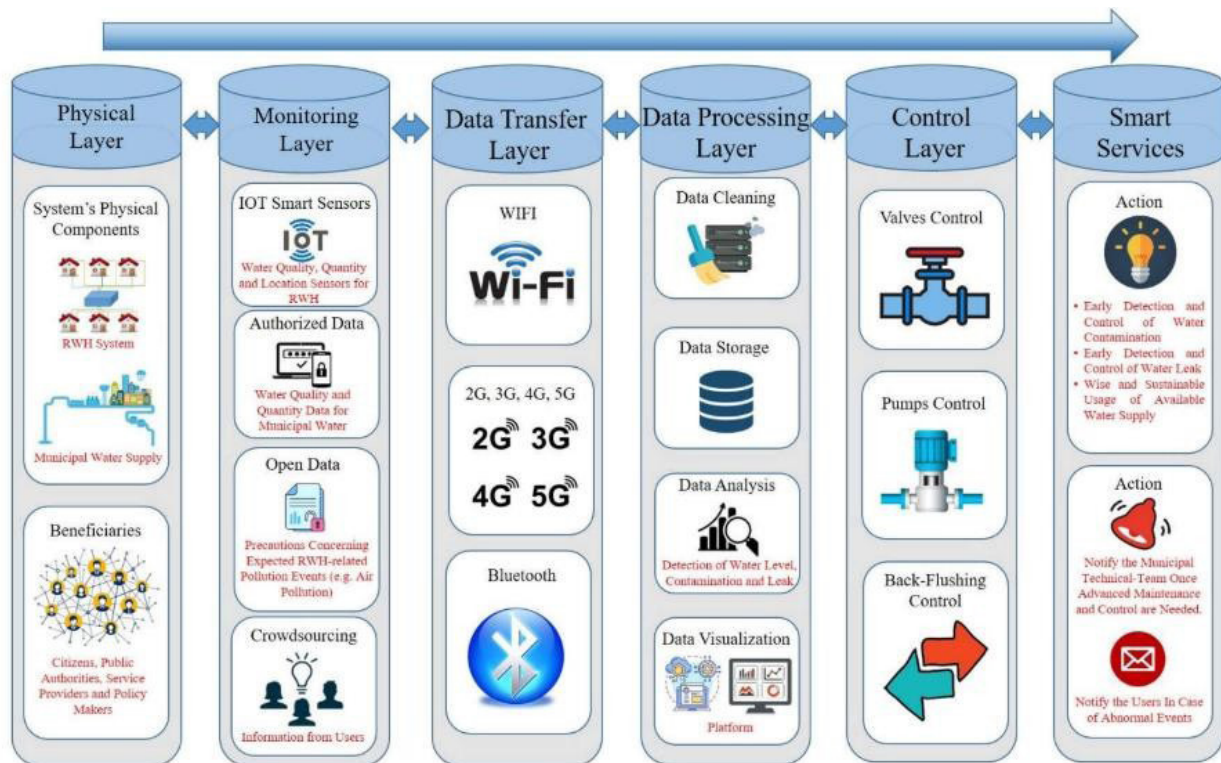 Physical
Layer
System's Physical
Components
RWH System
Municipal Water Supply
Beneficiaries
Citizens, Public
Authorities, Service
Providers and Policy
Makers
Monitoring
Layer
IOT Smart Sensors
IoT
Water Quality, Quantity
and Location Sensors for
RWH
Authorized Data
Water Quality and
Quantity Data for
Municipal Water
Open Data
Precautions Concerning
Expected RWH-related
Pollution Events (e.g. Air
Pollution)
Crowdsourcing
Information from Users
Data Transfer
Layer
WIFI
Wi-Fi
2G, 3G, 4G, 5G
2G 3G
4G 5G
Bluetooth
Data Processing
Layer
Data Cleaning
Data Storage
Data Analysis
Detection of Water Level,
Contamination and Leak
Data Visualization
Platform
Control
Layer
Valves Control
Pumps Control
Back-Flushing
Control
Smart
Services
Action
• Early Detection and
Control of Water
Contamination
• Early Detection and
Control of Water Leak
• Wise and Sustainable
Usage of Available
Water Supply
Action
Notify the Municipal
Technical-Team Once
Advanced Maintenance
and Control are Needed.
Notify the Users In Case
of Abnormal Events